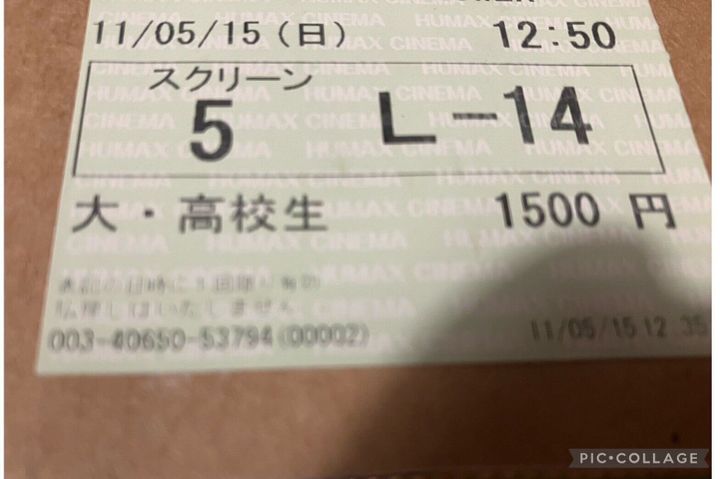 11/05/15(日) 12:50
スクリーン
5 L-14
大・高校生 1500 円
表記の日時に1回限り有効
払戻しはいたしません
003-40650-53794(00002) 11/05/15 12.35
HUMAX CINEMA
PIC•COLLAGE